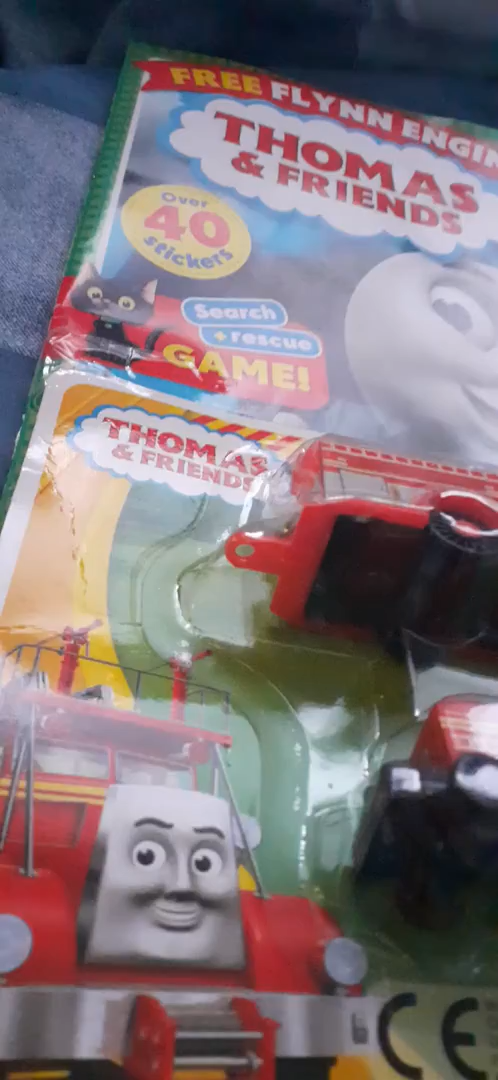 FREE FLYNN ENGIN
THOMAS
& FRIENDS
Over
40
stickers
Search
+ rescue
GAME!
THOMAS
& FRIENDS
CE